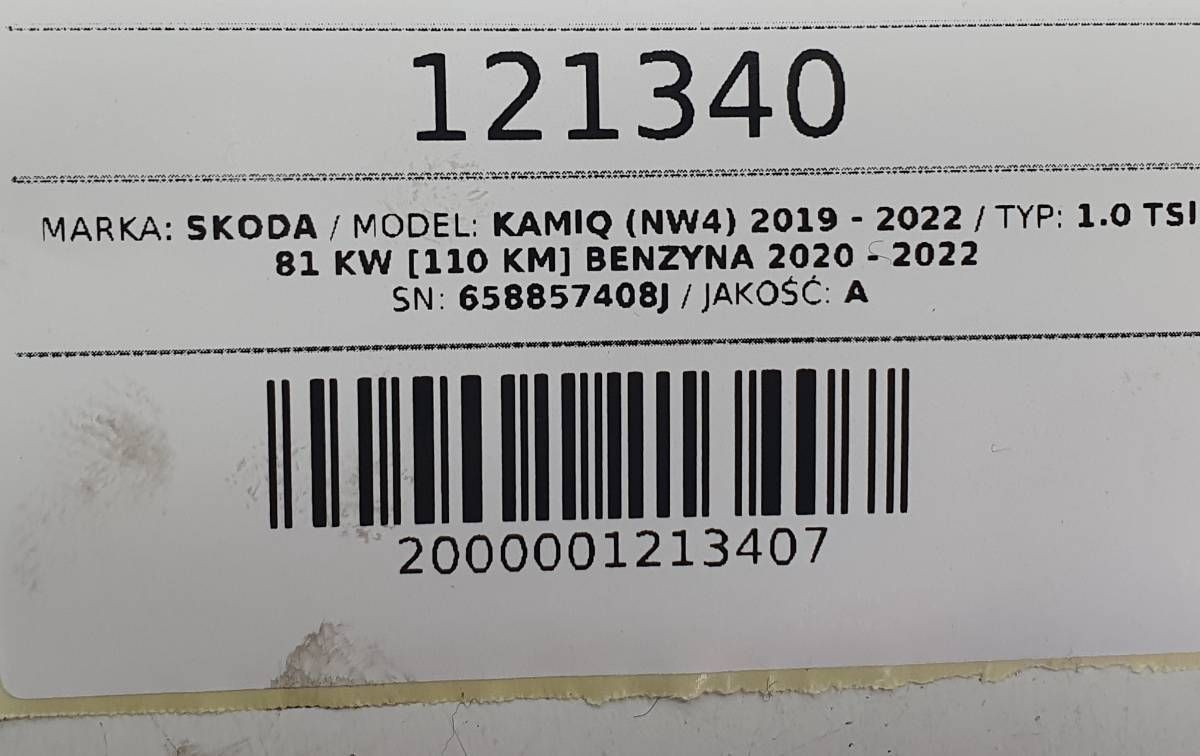 121340
MARKA: SKODA / MODEL: KAMIQ (NW4) 2019 - 2022 / TYP: 1.0 TSI
81 KW [110 KM] BENZYNA 2020 - 2022
SN: 658857408J / JAKOŚĆ: A
2000001213407